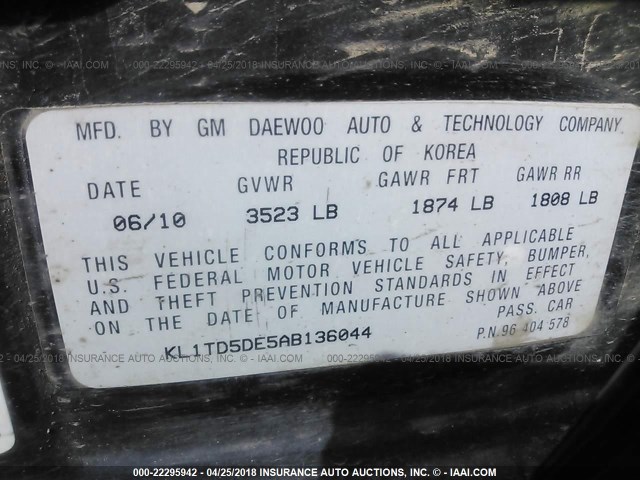 MFD. BY GM DAEWOO AUTO & TECHNOLOGY COMPANY
REPUBLIC OF KOREA
DATE GVWR GAWR FRT GAWR RR
06/10 3523 LB 1874 LB 1808 LB
THIS VEHICLE CONFORMS TO ALL APPLICABLE
U.S. FEDERAL MOTOR VEHICLE SAFETY, BUMPER,
AND THEFT PREVENTION STANDARDS IN EFFECT
ON THE DATE OF MANUFACTURE SHOWN ABOVE
PASS. CAR
KL1TD5DE5AB136044
P.N. 96 404 578
000-22295942 - 04/25/2018 INSURANCE AUTO AUCTIONS, INC. - © IAAI.COM